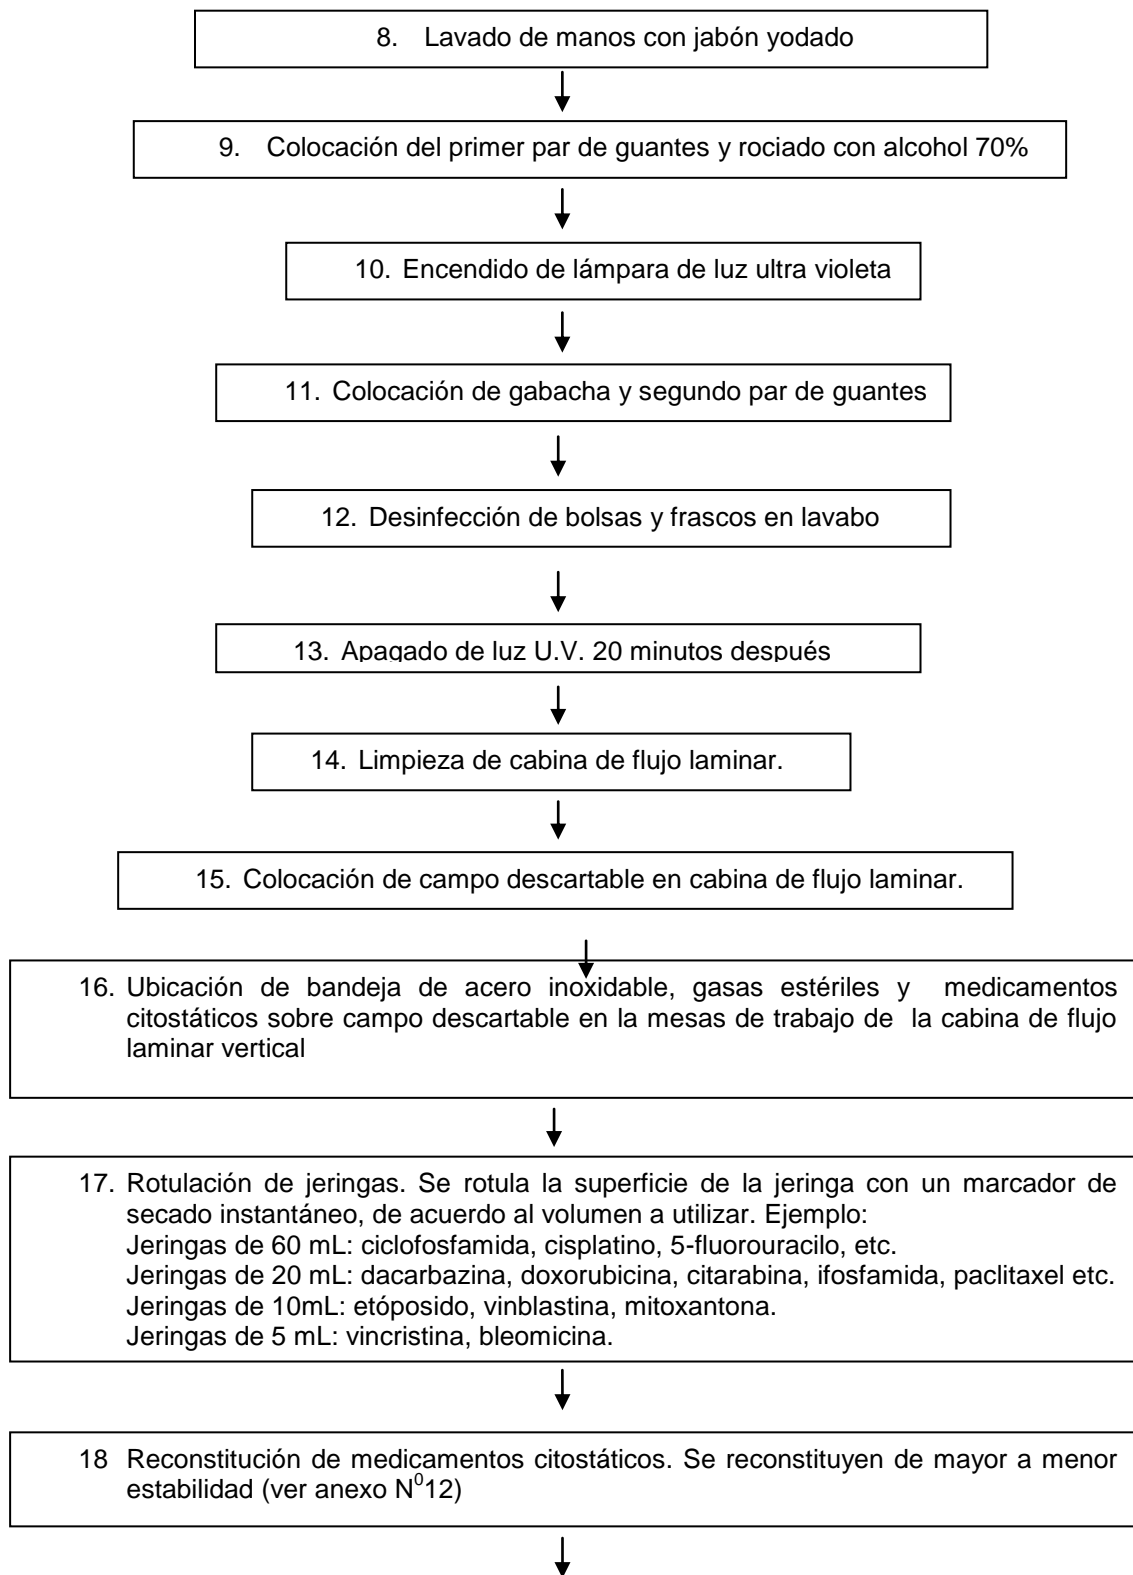 8. Lavado de manos con jabón yodado
9. Colocación del primer par de guantes y rociado con alcohol 70%
10. Encendido de lámpara de luz ultra violeta
11. Colocación de gabacha y segundo par de guantes
12. Desinfección de bolsas y frascos en lavabo
13. Apagado de luz U.V. 20 minutos después
14. Limpieza de cabina de flujo laminar.
15. Colocación de campo descartable en cabina de flujo laminar.
16. Ubicación de bandeja de acero inoxidable, gasas estériles y medicamentos
citostáticos sobre campo descartable en la mesas de trabajo de la cabina de flujo
laminar vertical
17. Rotulación de jeringas. Se rotula la superficie de la jeringa con un marcador de
secado instantáneo, de acuerdo al volumen a utilizar. Ejemplo:
Jeringas de 60 mL: ciclofosfamida, cisplatino, 5-fluorouracilo, etc.
Jeringas de 20 mL: dacarbazina, doxorubicina, citarabina, ifosfamida, paclitaxel etc.
Jeringas de 10mL: etóposido, vinblastina, mitoxantona.
Jeringas de 5 mL: vincristina, bleomicina.
18 Reconstitución de medicamentos citostáticos. Se reconstituyen de mayor a menor
estabilidad (ver anexo N⁰12)